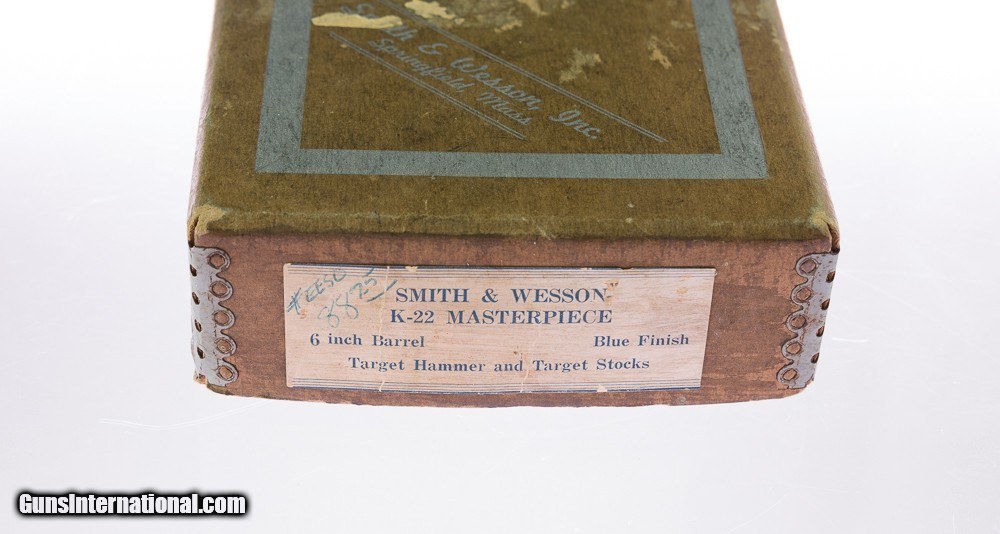 Smith & Wesson, Inc.
Springfield Mass
SMITH & WESSON
K-22 MASTERPIECE
6 inch Barrel Blue Finish
Target Hammer and Target Stocks
GunsInternational.com